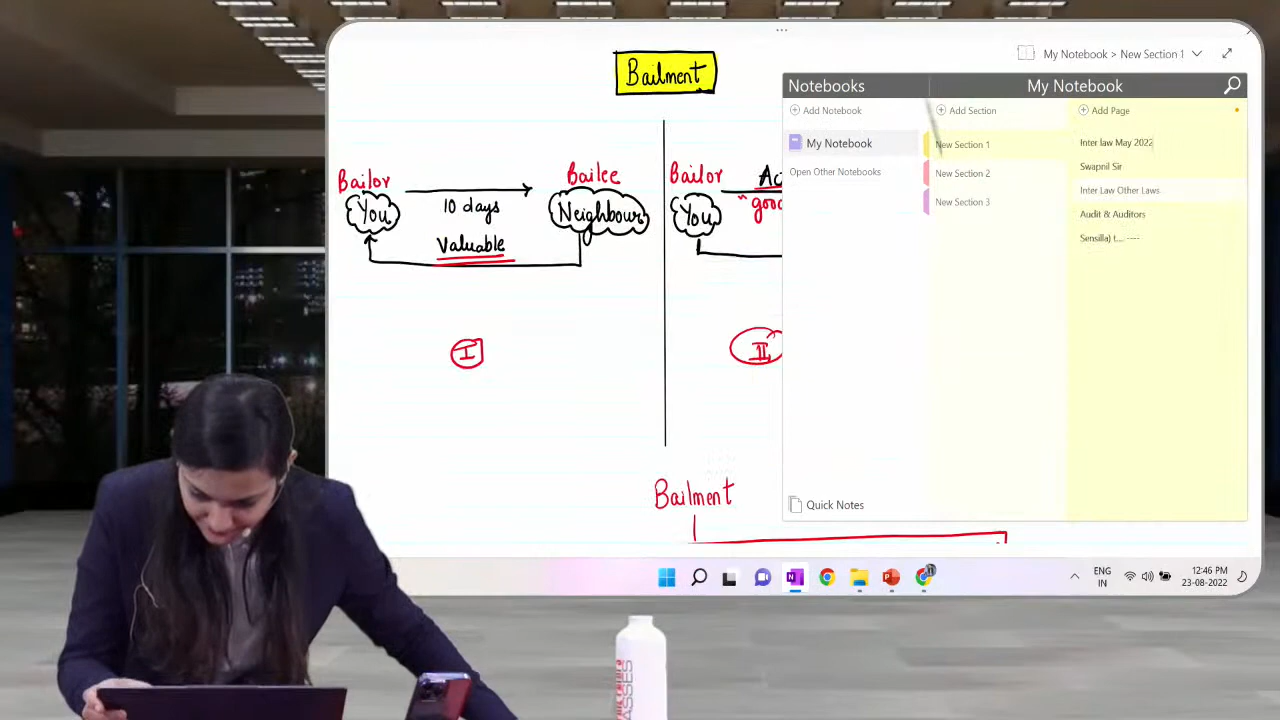 Bailment
Bailor
Bailee
You
10 days
Neighbour
Valuable
I
Bailor
You
"good
II
Bailment
My Notebook > New Section 1
Notebooks
My Notebook
Add Notebook
Add Section
Add Page
My Notebook
New Section 1
Inter law May 2022
Open Other Notebooks
New Section 2
Swapnil Sir
New Section 3
Inter Law Other Laws
Audit & Auditors
Quick Notes
ENG
IN
12:46 PM
23-08-2022
ASSES